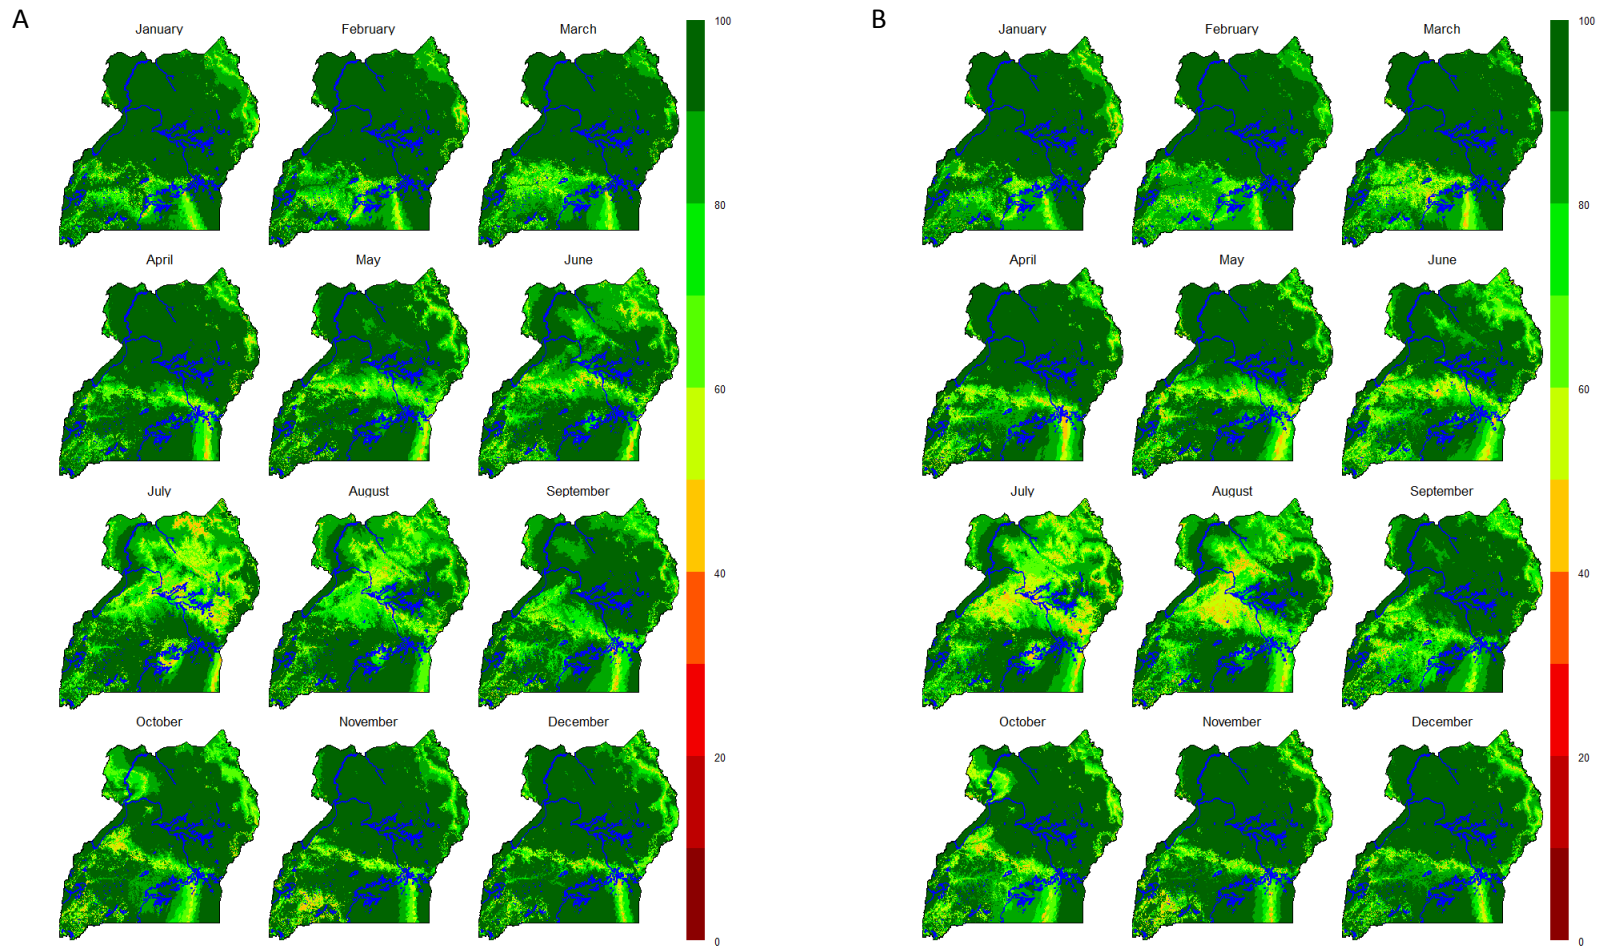 A
January February March
April May June
July August September
October November December
100
80
60
40
20
0
B
January February March
April May June
July August September
October November December
100
80
60
40
20
0